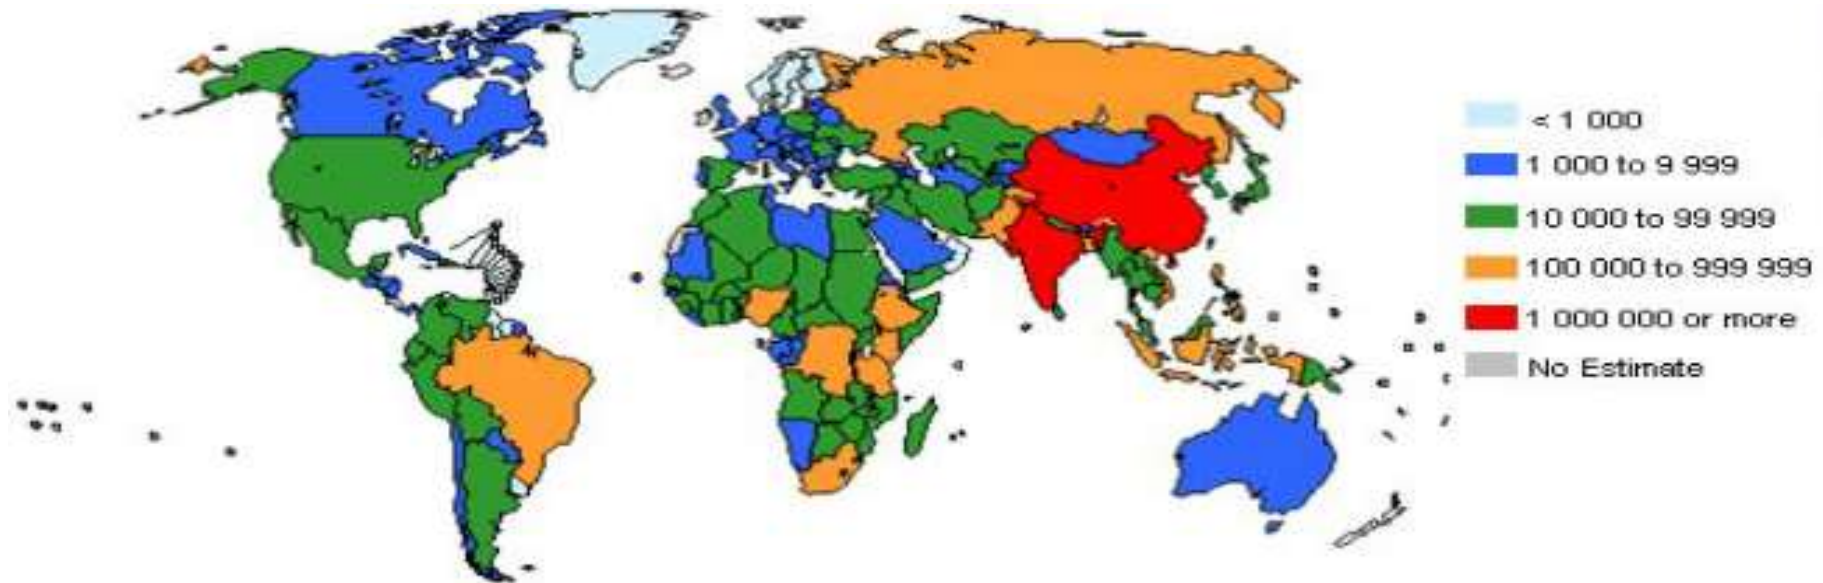 < 1 000
1 000 to 9 999
10 000 to 99 999
100 000 to 999 999
1 000 000 or more
No Estimate